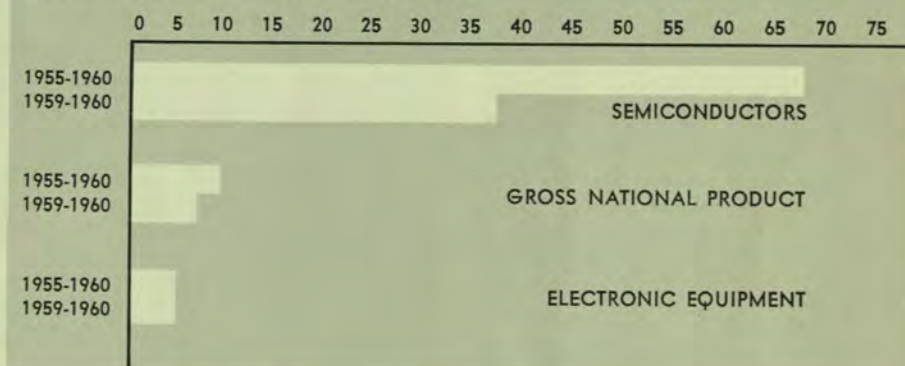 0 5 10 15 20 25 30 35 40 45 50 55 60 65 70 75
1955-1960
1959-1960
SEMICONDUCTORS
1955-1960
1959-1960
GROSS NATIONAL PRODUCT
1955-1960
1959-1960
ELECTRONIC EQUIPMENT